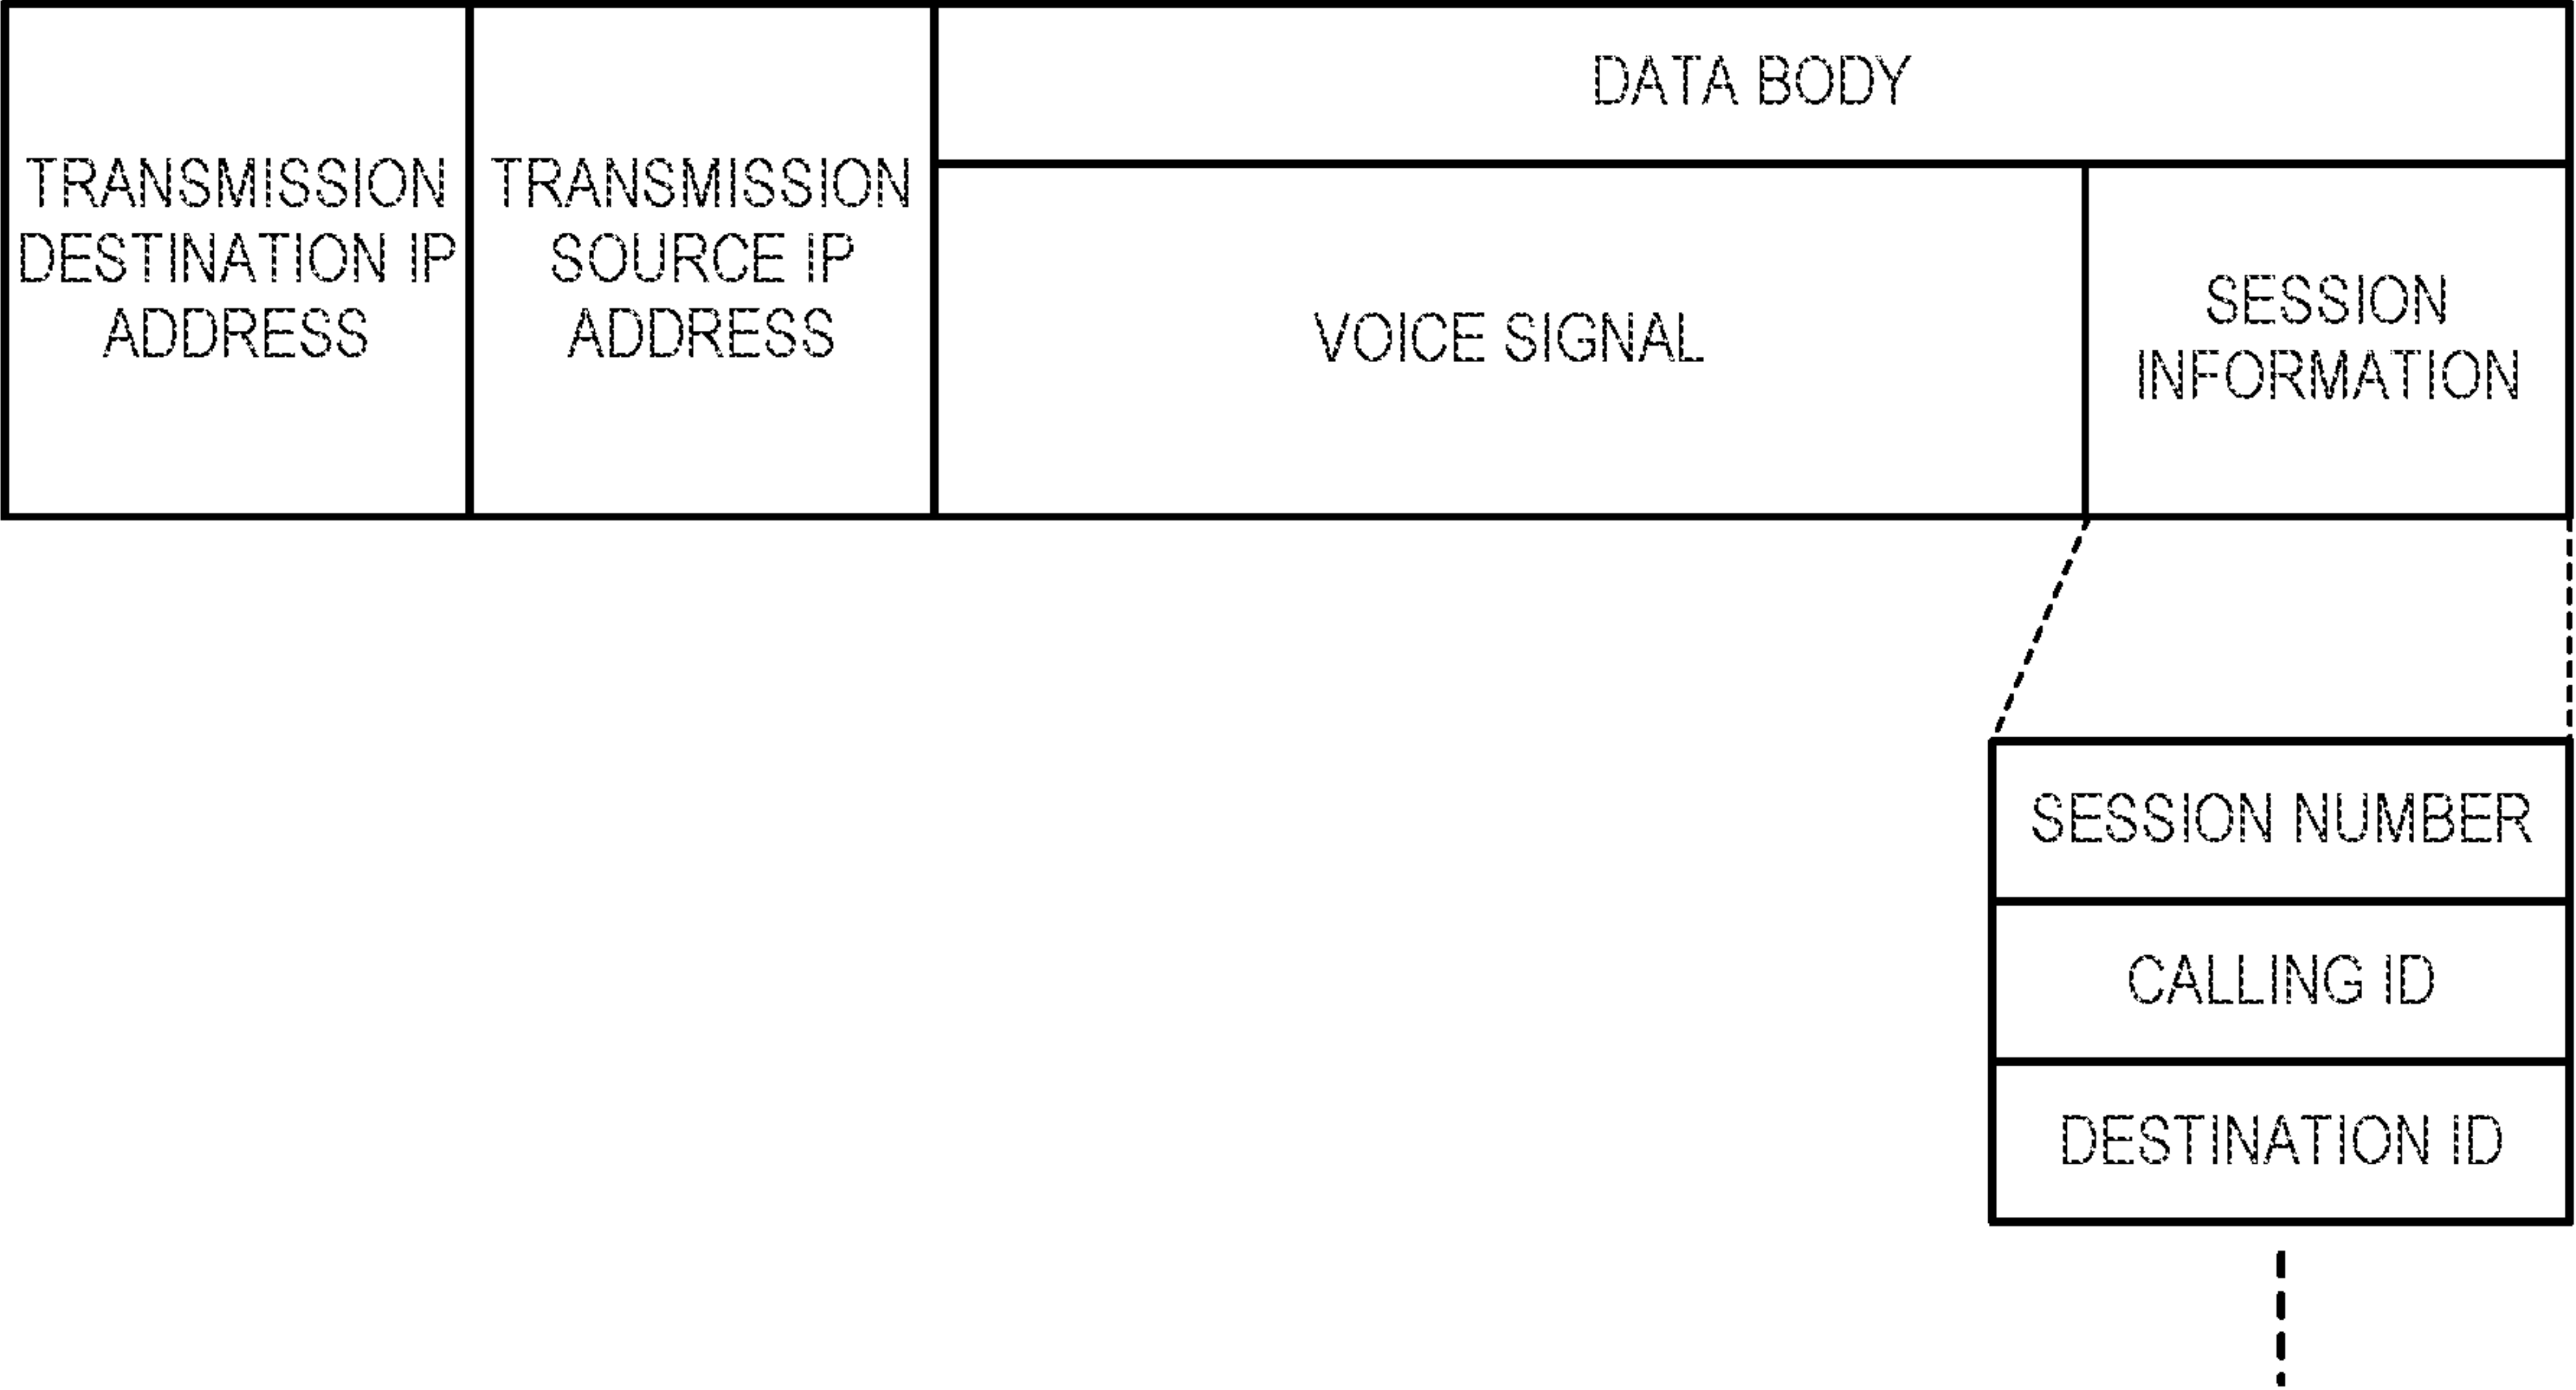 TRANSMISSION
DESTINATION IP
ADDRESS
TRANSMISSION
SOURCE IP
ADDRESS
DATA BODY
VOICE SIGNAL
SESSION
INFORMATION
SESSION NUMBER
CALLING ID
DESTINATION ID